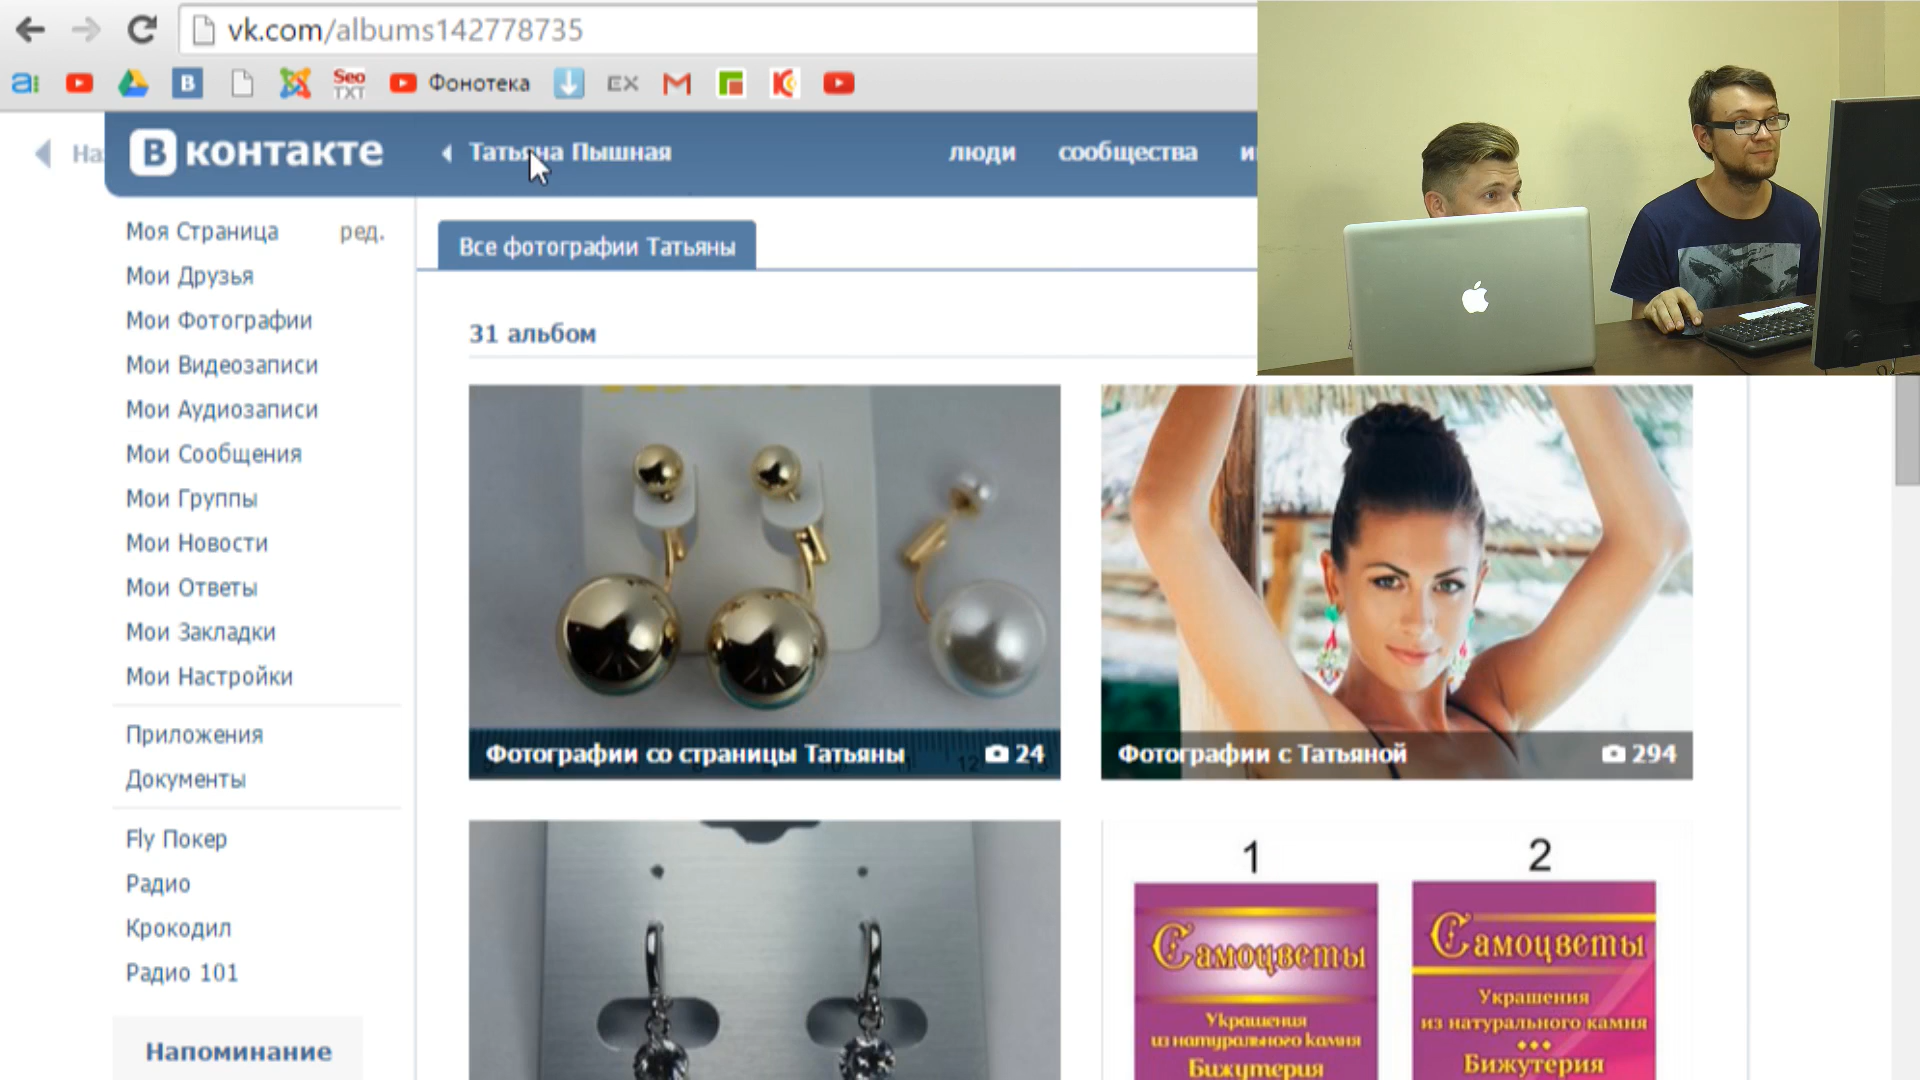 vk.com/albums142778735
a:
B
Seo
TXT
Фонотека
EX
На
В контакте
Татьяна Пышная
люди
сообщества
и
Моя Страница
ред.
Все фотографии Татьяны
Мои Друзья
Мои Фотографии
31 альбом
Мои Видеозаписи
Мои Аудиозаписи
Мои Сообщения
Мои Группы
Мои Новости
Мои Ответы
Мои Закладки
Мои Настройки
Приложения
Документы
Fly Покер
Радио
Крокодил
Радио 101
Напоминание
Фотографии со страницы Татьяны
24
Фотографии с Татьяной
294
1
2
Самоцветы
Украшения
из натурального камня
Бижутерия
Самоцветы
Украшения
из натурального камня
Бижутерия